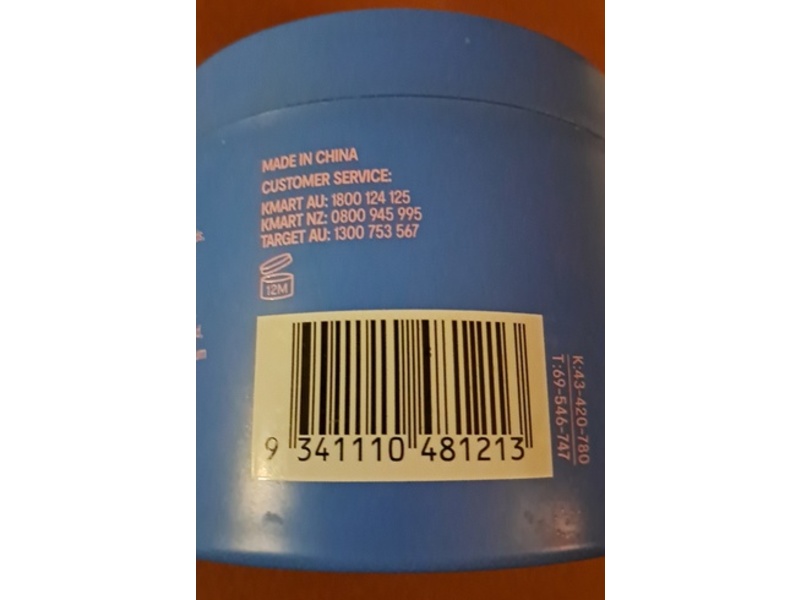 MADE IN CHINA
CUSTOMER SERVICE:
KMART AU: 1800 124 125
KMART NZ: 0800 945 995
TARGET AU: 1300 753 567
12M
9 341110 481213
K:43-420-780
T:69-546-747